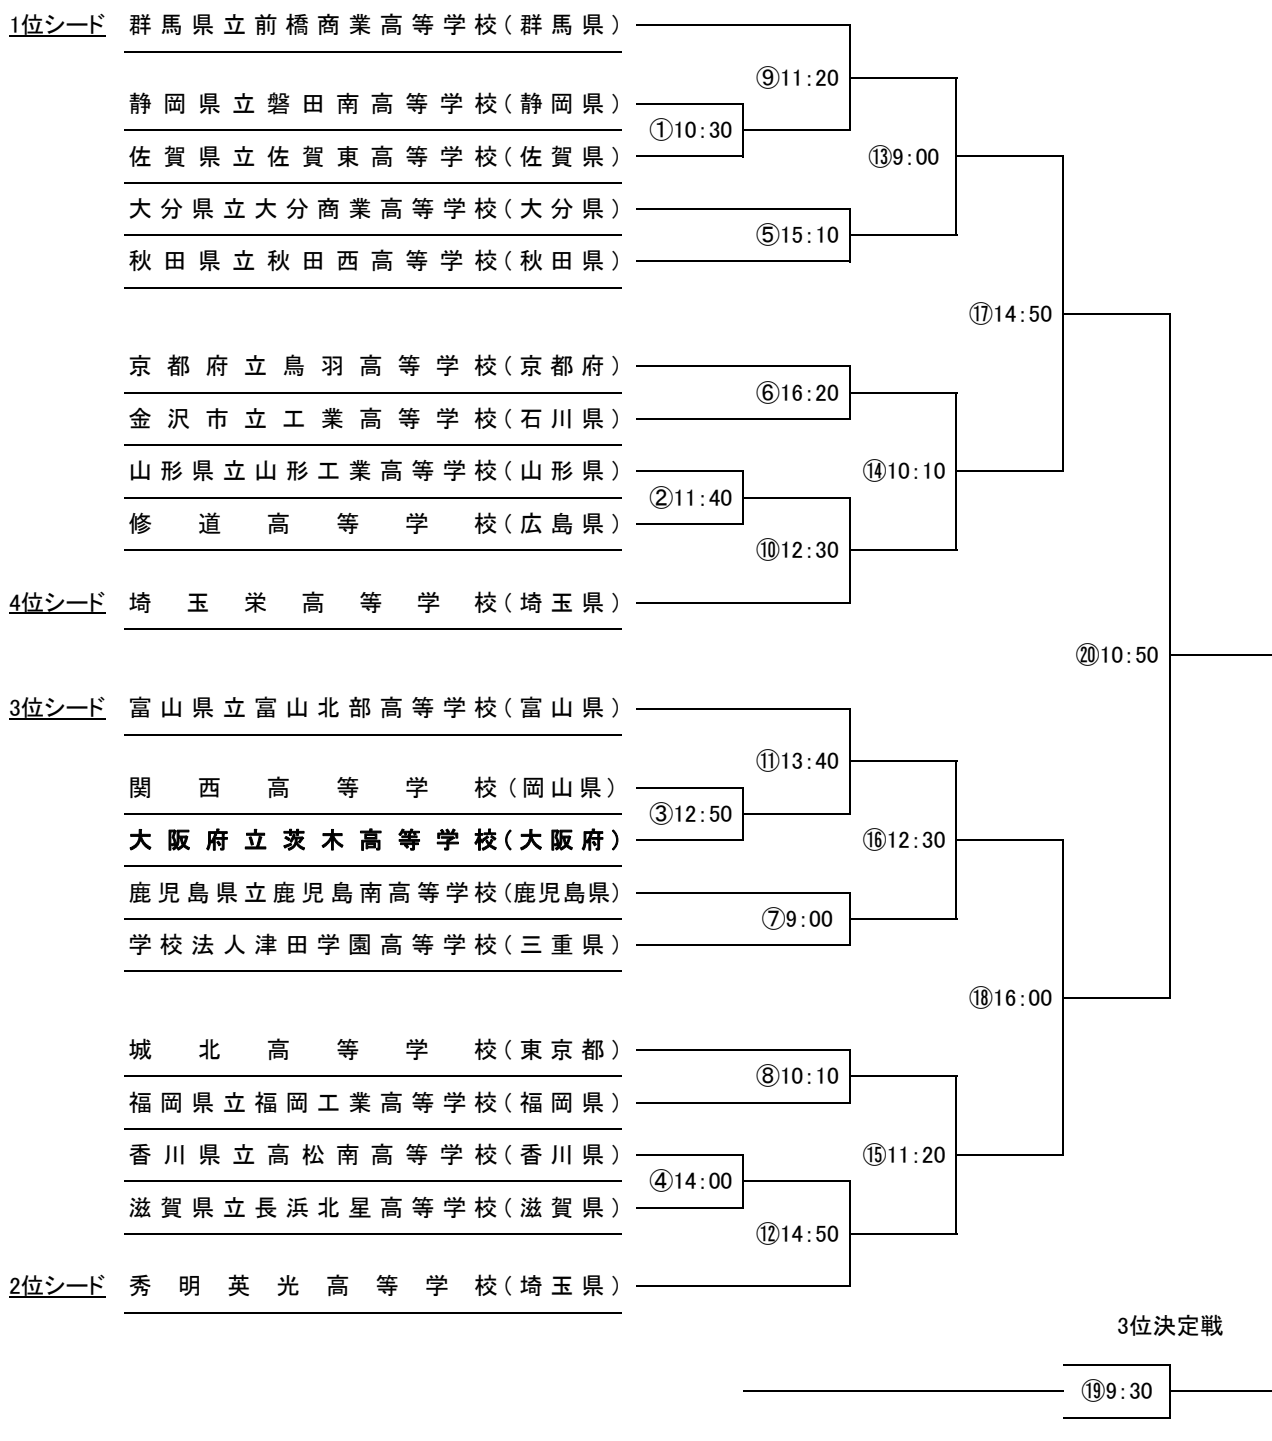 1位シード 群馬県立前橋商業高等学校(群馬県)
⑨11:20
静岡県立磐田南高等学校(静岡県)
①10:30
佐賀県立佐賀東高等学校(佐賀県)
⑬9:00
大分県立大分商業高等学校(大分県)
⑤15:10
秋田県立秋田西高等学校(秋田県)
⑰14:50
京都府立鳥羽高等学校(京都府)
⑥16:20
金沢市立工業高等学校(石川県)
山形県立山形工業高等学校(山形県)
⑭10:10
②11:40
修道高等学校(広島県)
⑩12:30
4位シード 埼玉栄高等学校(埼玉県)
⑳10:50
3位シード 富山県立富山北部高等学校(富山県)
⑪13:40
関西高等学校(岡山県)
③12:50
大阪府立茨木高等学校(大阪府)
⑯12:30
鹿児島県立鹿児島南高等学校(鹿児島県)
⑦9:00
学校法人津田学園高等学校(三重県)
⑱16:00
城北高等学校(東京都)
⑧10:10
福岡県立福岡工業高等学校(福岡県)
香川県立高松南高等学校(香川県)
⑮11:20
④14:00
滋賀県立長浜北星高等学校(滋賀県)
⑫14:50
2位シード 秀明英光高等学校(埼玉県)
3位決定戦
⑲9:30